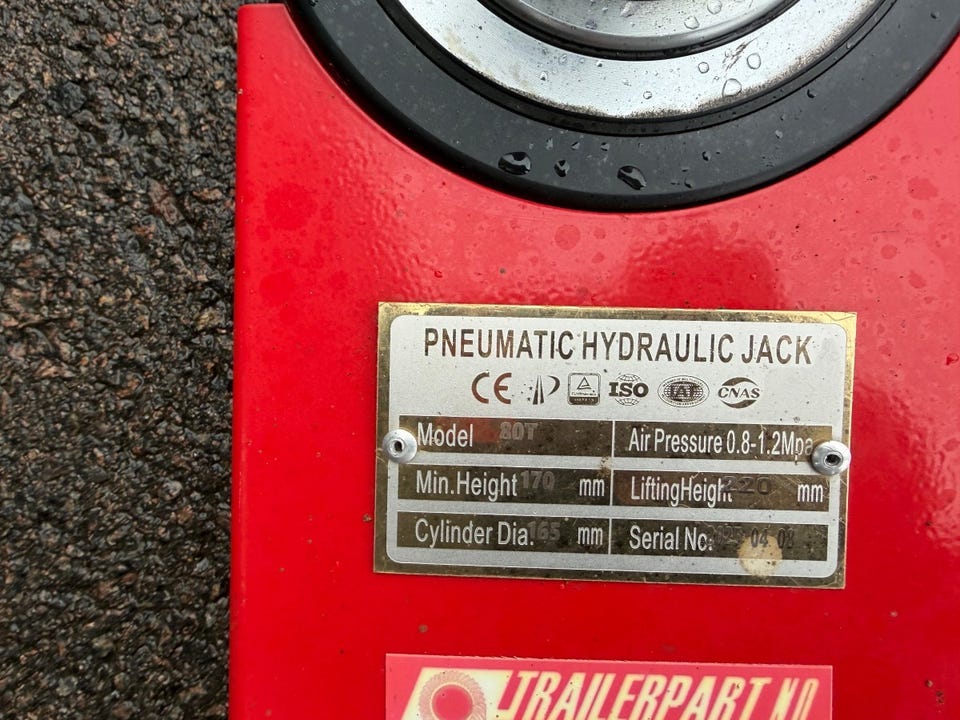 PNEUMATIC HYDRAULIC JACK
CE ISO CNAS
Model 80T Air Pressure 0.8-1.2Mpa
Min.Height 170 mm LiftingHeight 220 mm
Cylinder Dia. 165 mm Serial No:
TRAILERPART.NO